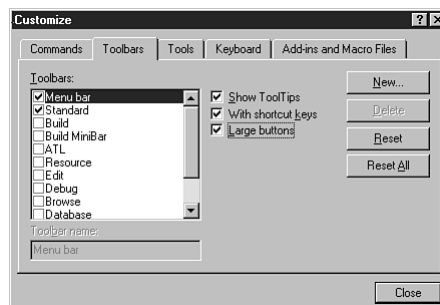 Customize
Commands Toolbars Tools Keyboard Add-ins and Macro Files
Toolbars:
Menu bar
Standard
Build
Build MiniBar
ATL
Resource
Edit
Debug
Browse
Database
Toolbar name:
Menu bar
Show ToolTips
With shortcut keys
Large buttons
New...
Delete
Reset
Reset All
Close